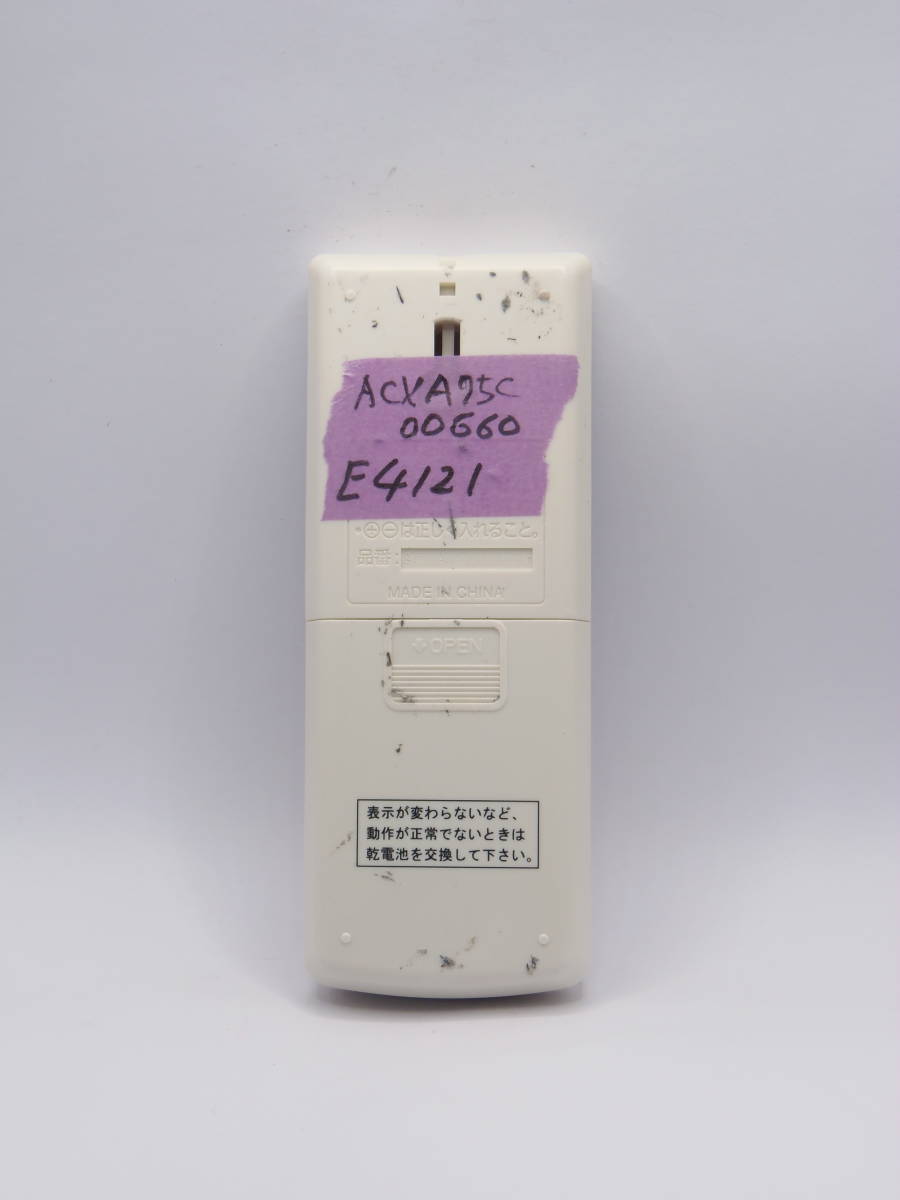 ACXA75C
00660
E4121
・⊕⊖は正しく入れること。
品番:
MADE IN CHINA
OPEN
表示が変わらないなど、
動作が正常でないときは
乾電池を交換して下さい。